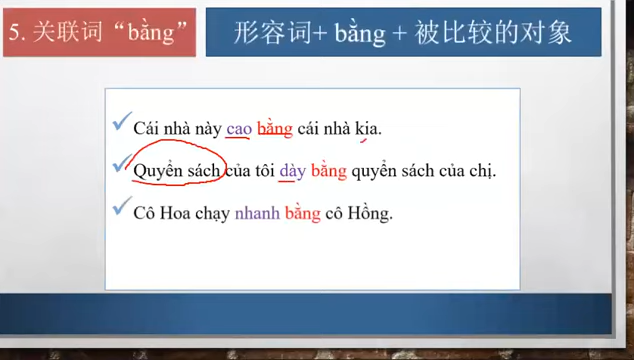 5. 关联词 “bằng”
形容词+ bằng + 被比较的对象
Cái nhà này cao bằng cái nhà kia.
Quyển sách của tôi dày bằng quyển sách của chị.
Cô Hoa chạy nhanh bằng cô Hồng.